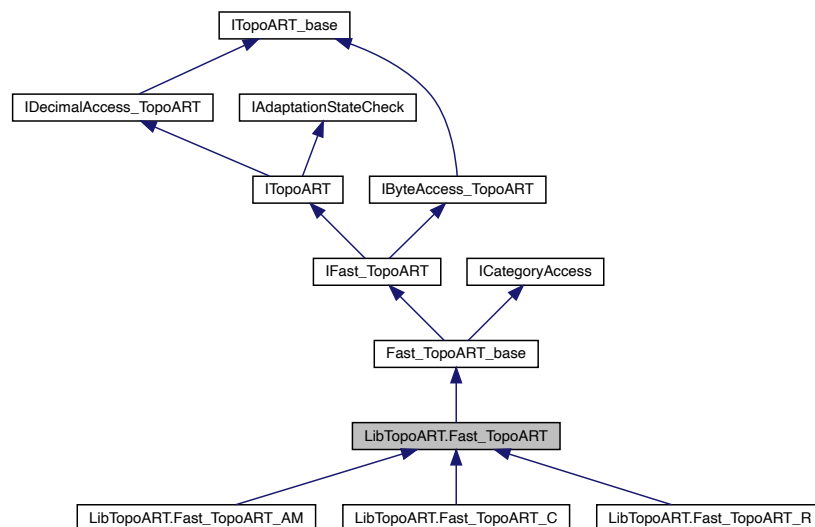 ITopoART_base
IDecimalAccess_TopoART
IAdaptationStateCheck
ITopoART
IByteAccess_TopoART
IFast_TopoART
ICategoryAccess
Fast_TopoART_base
LibTopoART.Fast_TopoART
LibTopoART.Fast_TopoART_AM
LibTopoART.Fast_TopoART_C
LibTopoART.Fast_TopoART_R